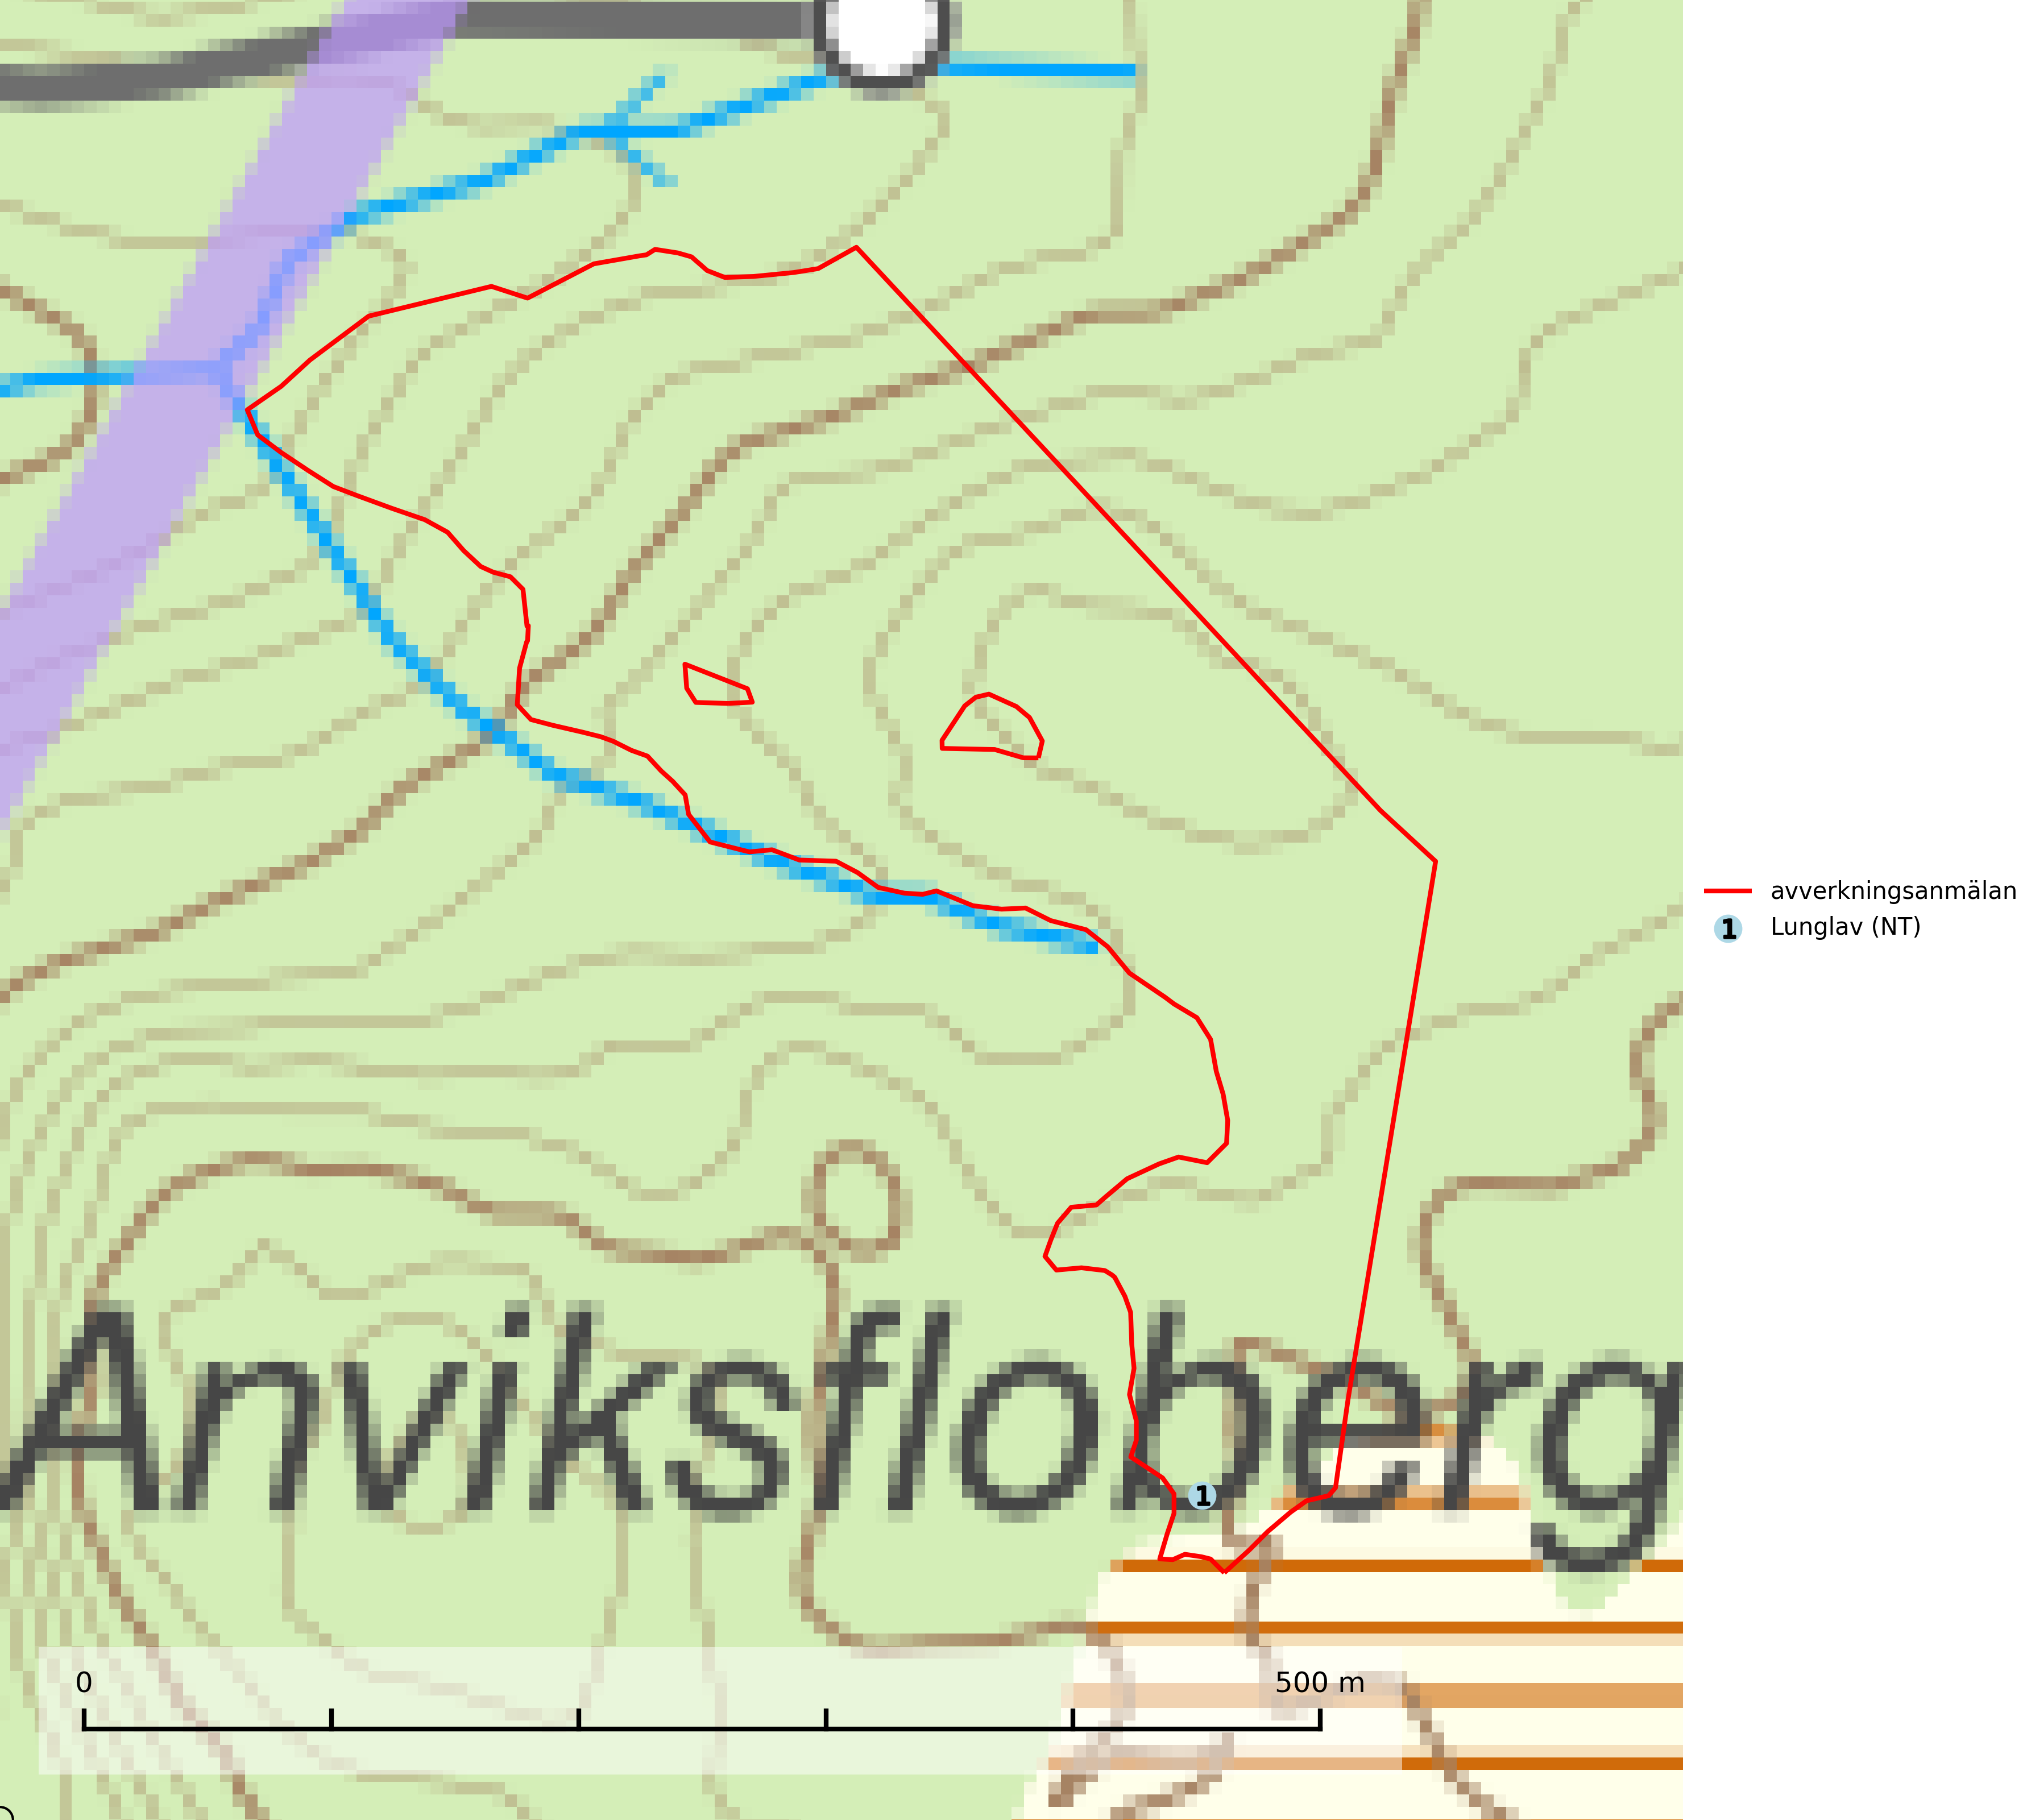 avverkningsanmälan
1 Lunglav (NT)
Anviksfloberg
1
0 500 m